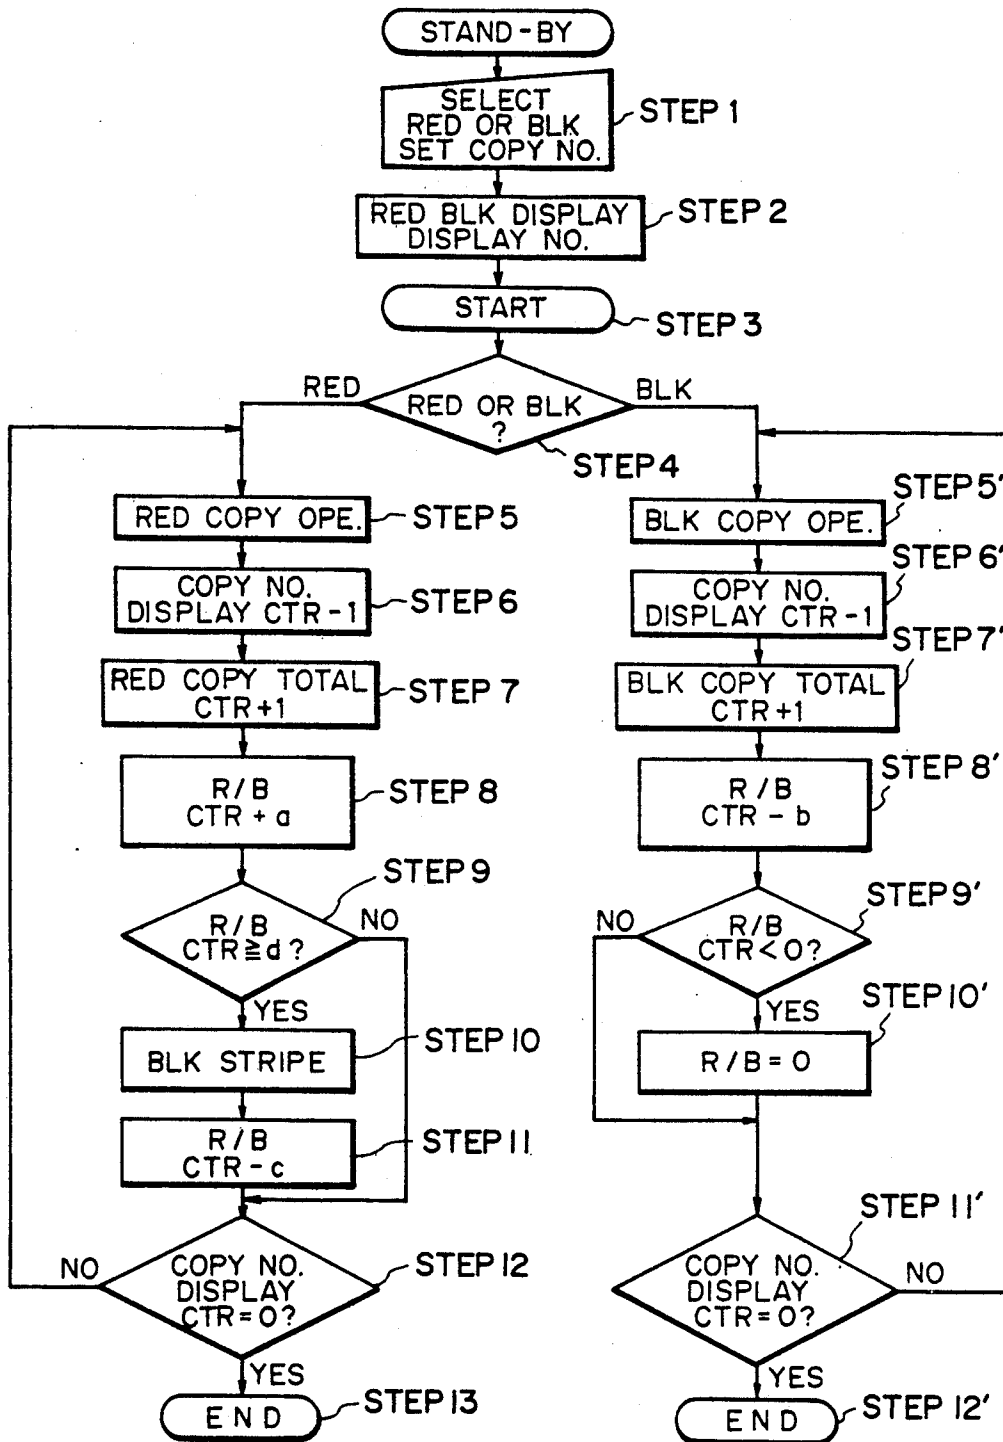 STAND-BY
SELECT
RED OR BLK
SET COPY NO.
STEP 1
RED BLK DISPLAY
DISPLAY NO.
STEP 2
START
STEP 3
RED OR BLK
?
RED
BLK
STEP 4
RED COPY OPE.
STEP 5
COPY NO.
DISPLAY CTR-1
STEP 6
RED COPY TOTAL
CTR+1
STEP 7
R/B
CTR + a
STEP 8
R/B
CTR ≧ d ?
STEP 9
NO
YES
BLK STRIPE
STEP 10
R/B
CTR - c
STEP 11
COPY NO.
DISPLAY
CTR = 0?
STEP 12
NO
YES
END
STEP 13
BLK COPY OPE.
STEP 5'
COPY NO.
DISPLAY CTR-1
STEP 6'
BLK COPY TOTAL
CTR+1
STEP 7'
R/B
CTR - b
STEP 8'
R/B
CTR < 0?
STEP 9'
NO
YES
R/B = 0
STEP 10'
COPY NO.
DISPLAY
CTR = 0?
STEP 11'
NO
YES
END
STEP 12'